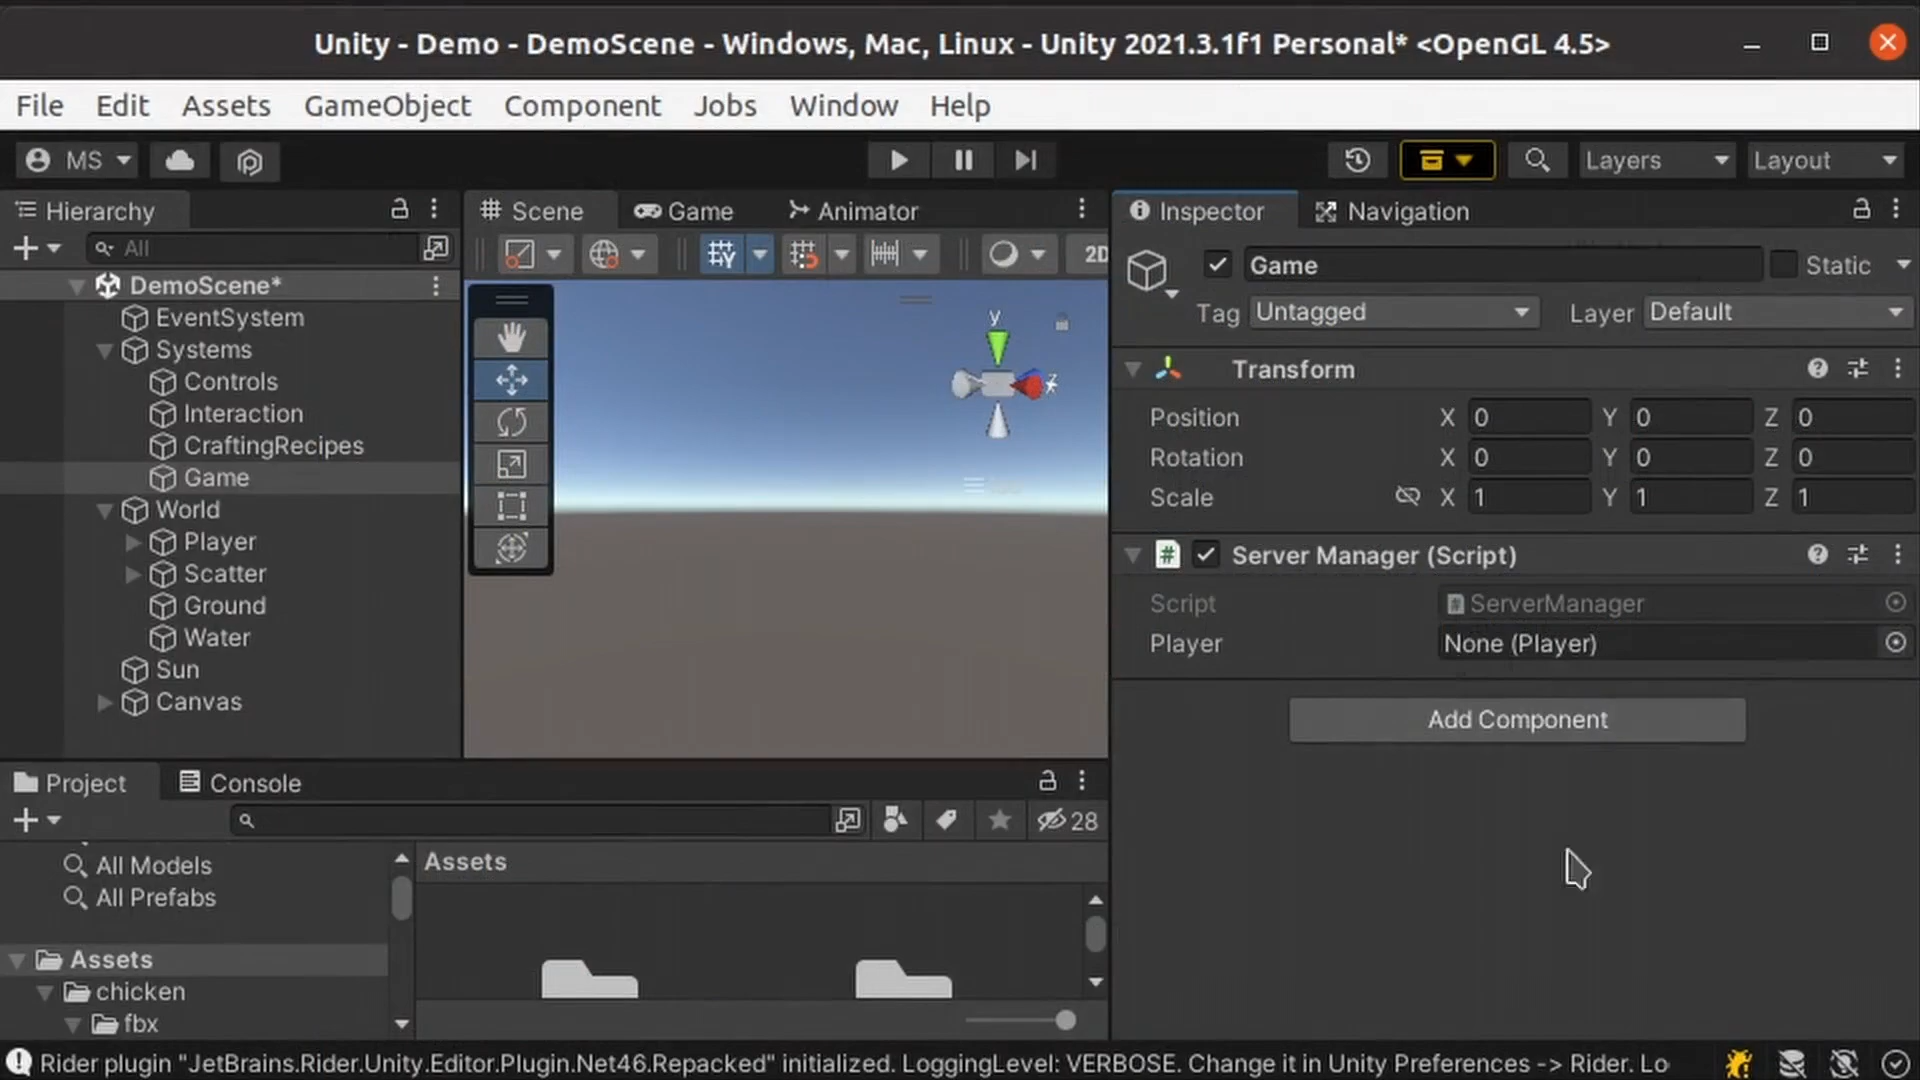 Unity - Demo - DemoScene - Windows, Mac, Linux - Unity 2021.3.1f1 Personal* <OpenGL 4.5>
File Edit Assets GameObject Component Jobs Window Help
MS Layers Layout
Hierarchy
All
DemoScene*
EventSystem
Systems
Controls
Interaction
CraftingRecipes
Game
World
Player
Scatter
Ground
Water
Sun
Canvas
Scene Game Animator
2D
y
z
Inspector Navigation
Game Static
Tag Untagged Layer Default
Transform
Position X 0 Y 0 Z 0
Rotation X 0 Y 0 Z 0
Scale X 1 Y 1 Z 1
# Server Manager (Script)
Script # ServerManager
Player None (Player)
Add Component
Project Console
28
All Models
All Prefabs
Assets
chicken
fbx
Assets
Rider plugin "JetBrains.Rider.Unity.Editor.Plugin.Net46.Repacked" initialized. LoggingLevel: VERBOSE. Change it in Unity Preferences -> Rider. Lo